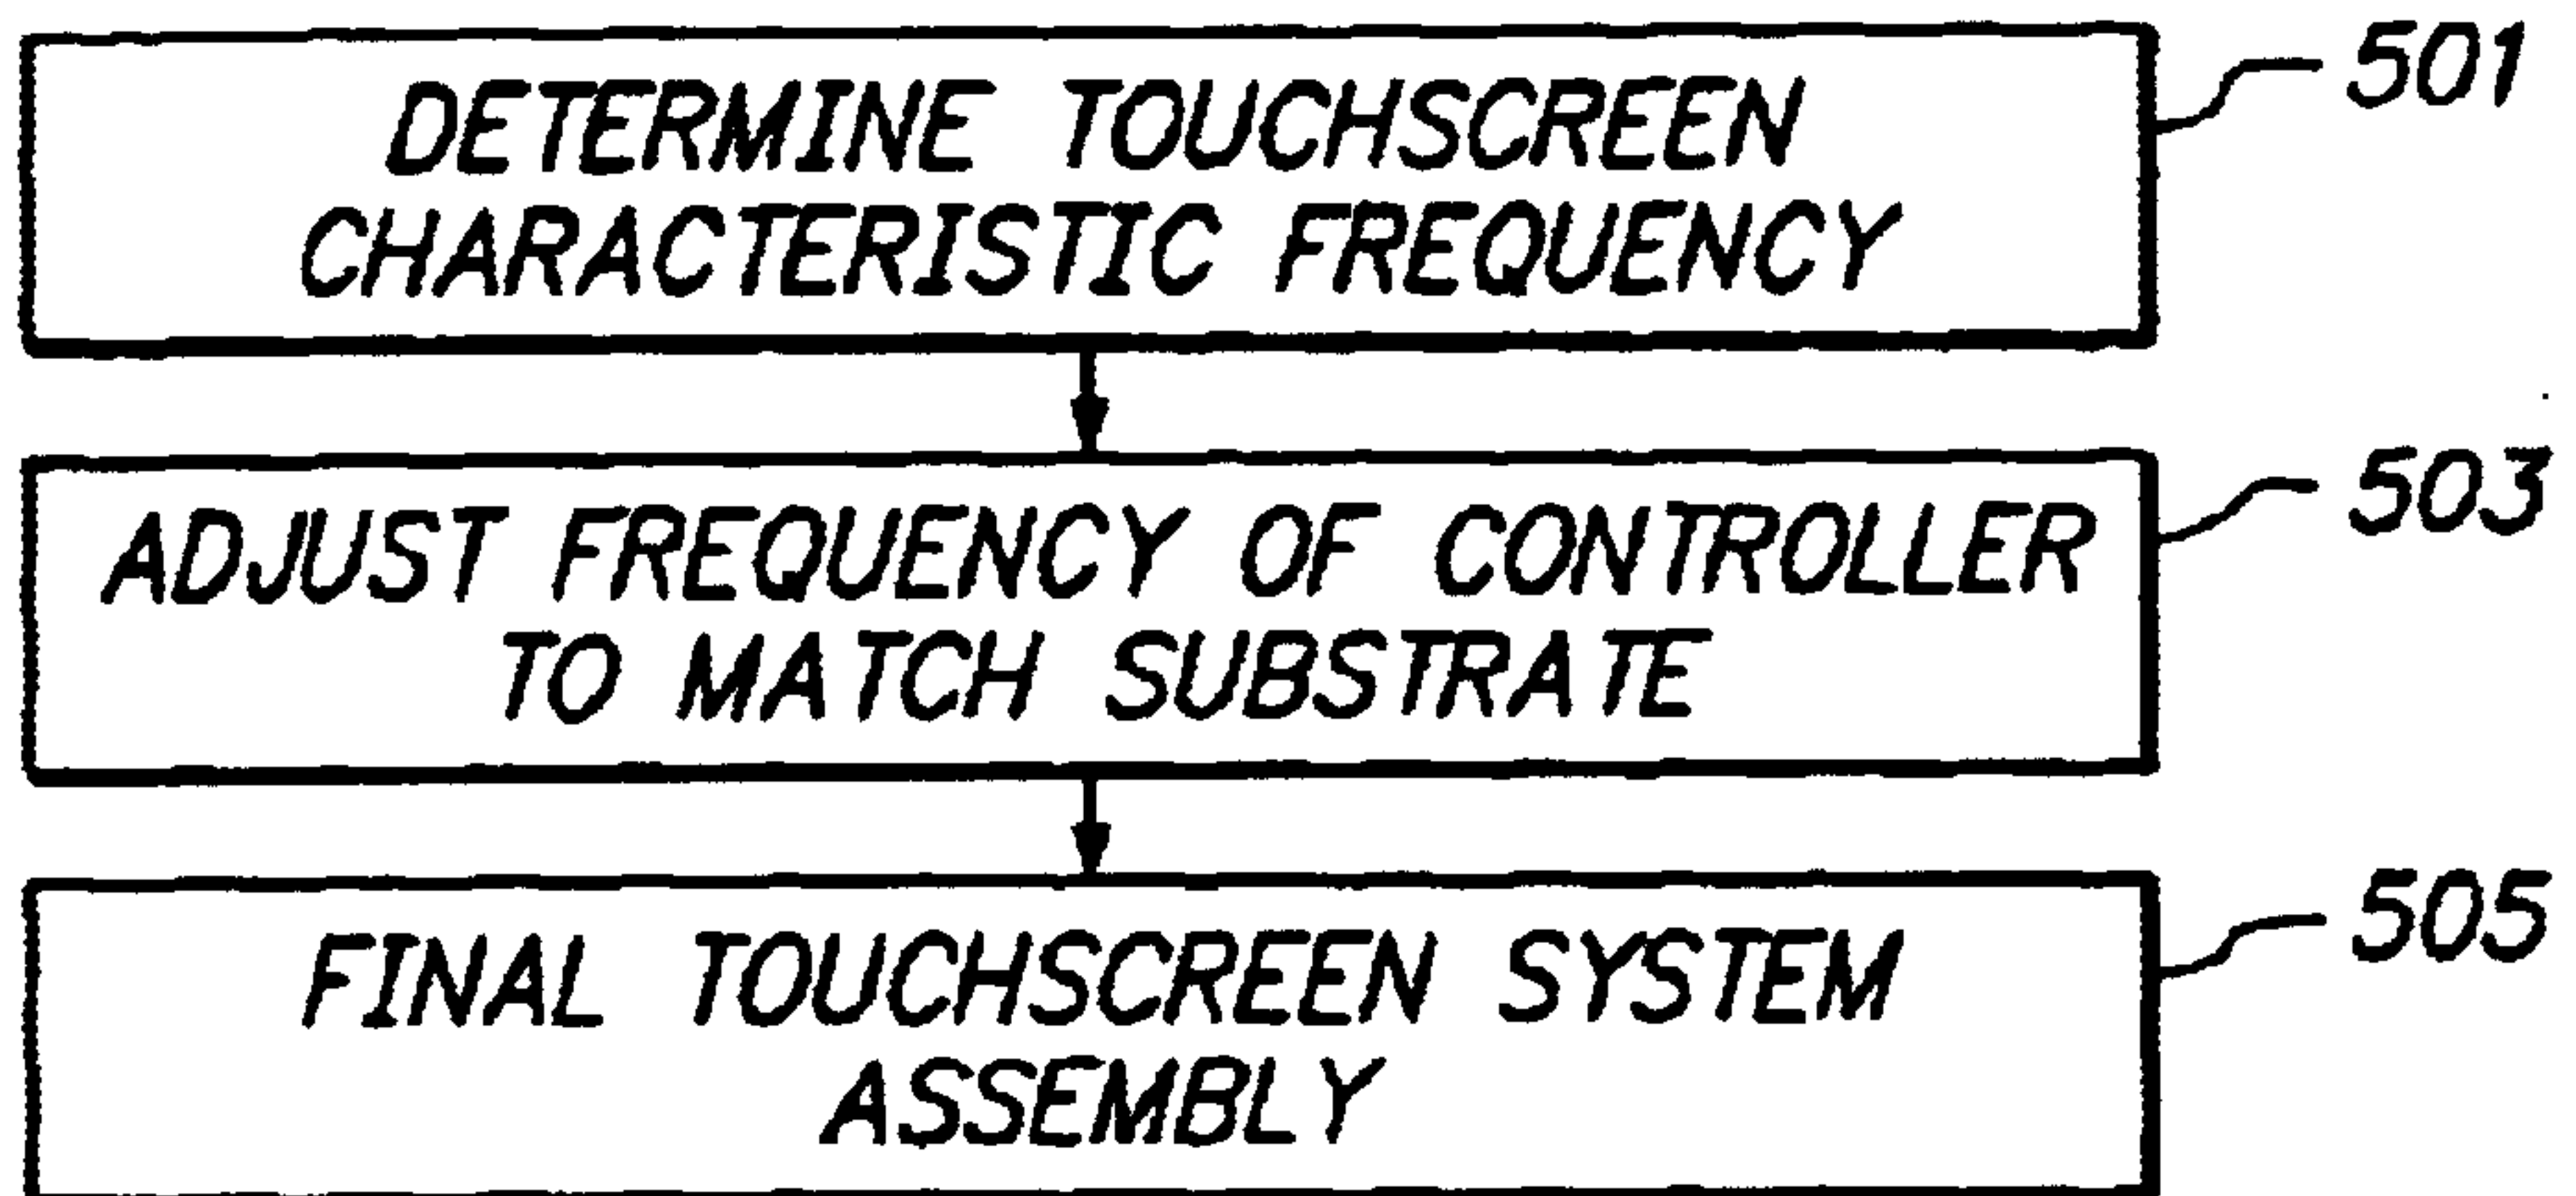 DETERMINE TOUCHSCREEN
CHARACTERISTIC FREQUENCY
501
ADJUST FREQUENCY OF CONTROLLER
TO MATCH SUBSTRATE
503
FINAL TOUCHSCREEN SYSTEM
ASSEMBLY
505